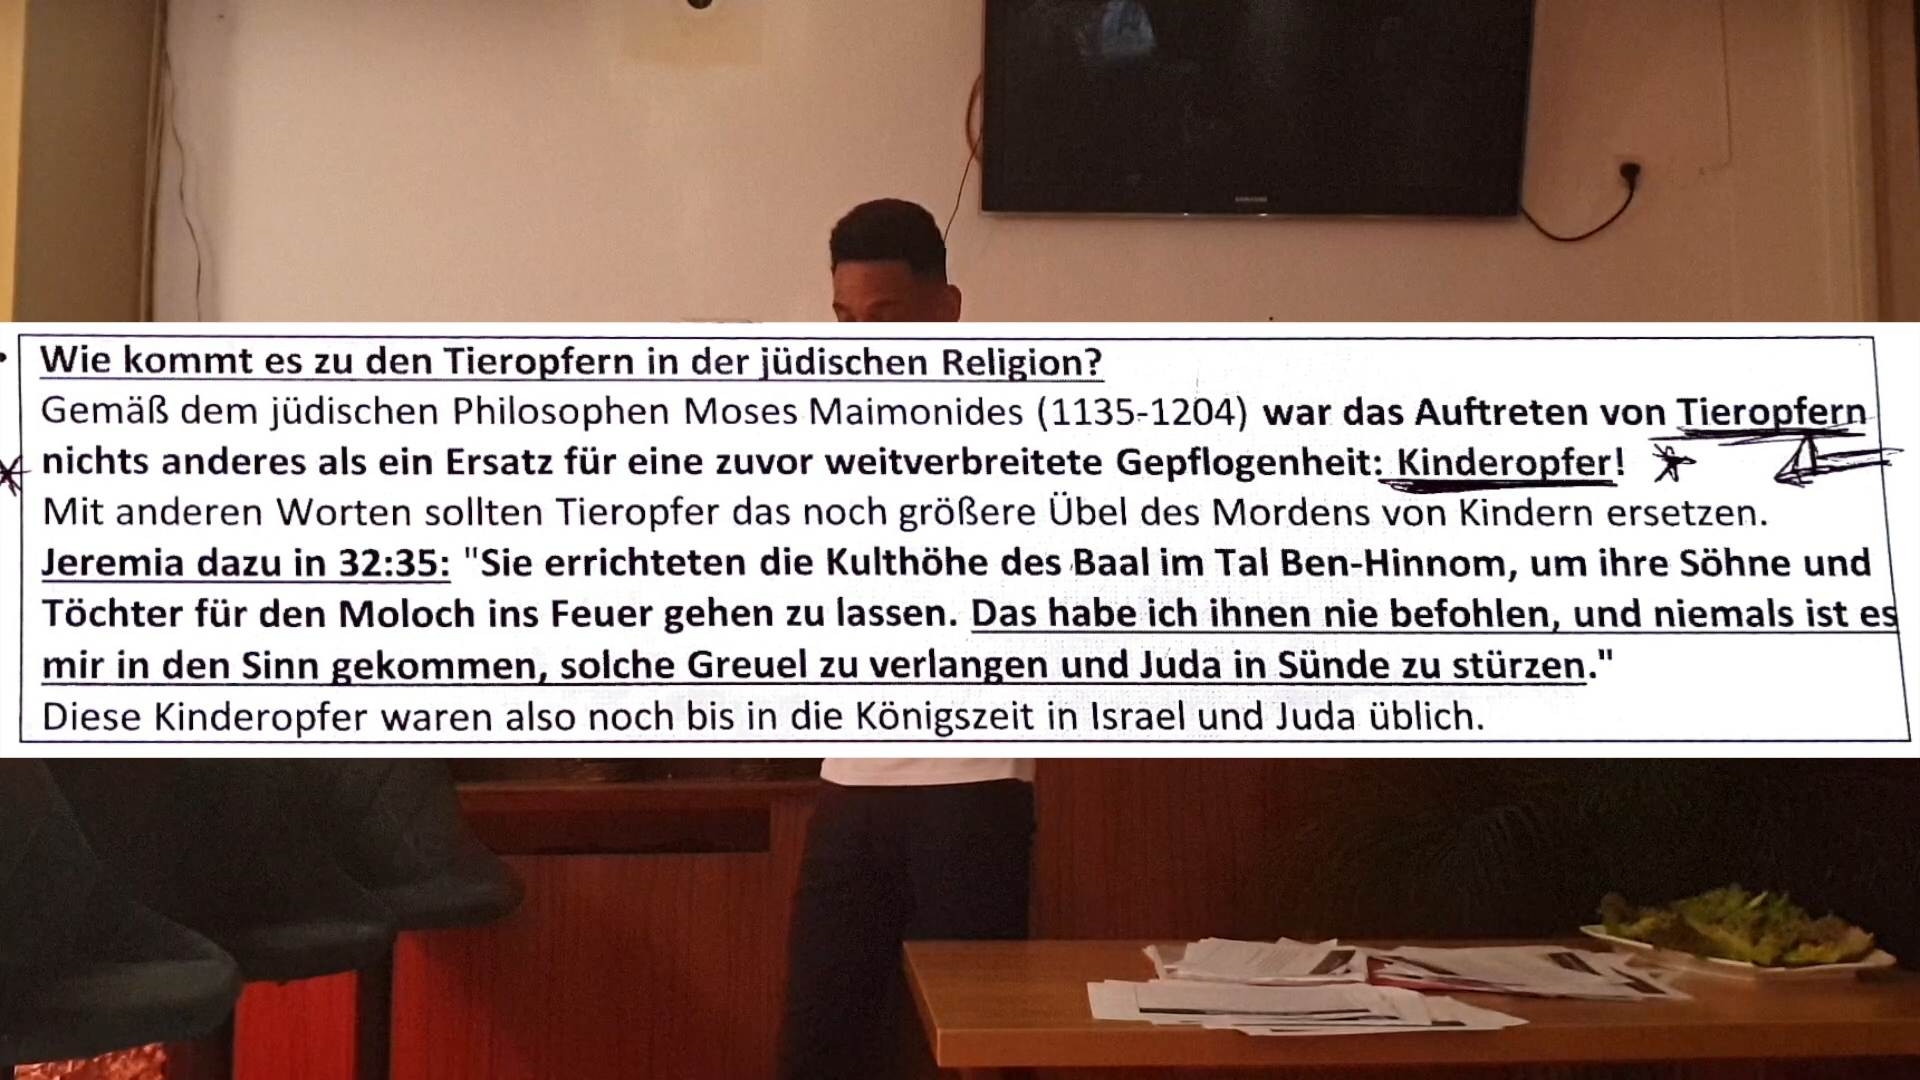 SAMSUNG
Wie kommt es zu den Tieropfern in der jüdischen Religion?
Gemäß dem jüdischen Philosophen Moses Maimonides (1135-1204) war das Auftreten von Tieropfern
nichts anderes als ein Ersatz für eine zuvor weitverbreitete Gepflogenheit: Kinderopfer!
Mit anderen Worten sollten Tieropfer das noch größere Übel des Mordens von Kindern ersetzen.
Jeremia dazu in 32:35: "Sie errichteten die Kulthöhe des Baal im Tal Ben-Hinnom, um ihre Söhne und
Töchter für den Moloch ins Feuer gehen zu lassen. Das habe ich ihnen nie befohlen, und niemals ist es
mir in den Sinn gekommen, solche Greuel zu verlangen und Juda in Sünde zu stürzen."
Diese Kinderopfer waren also noch bis in die Königszeit in Israel und Juda üblich.